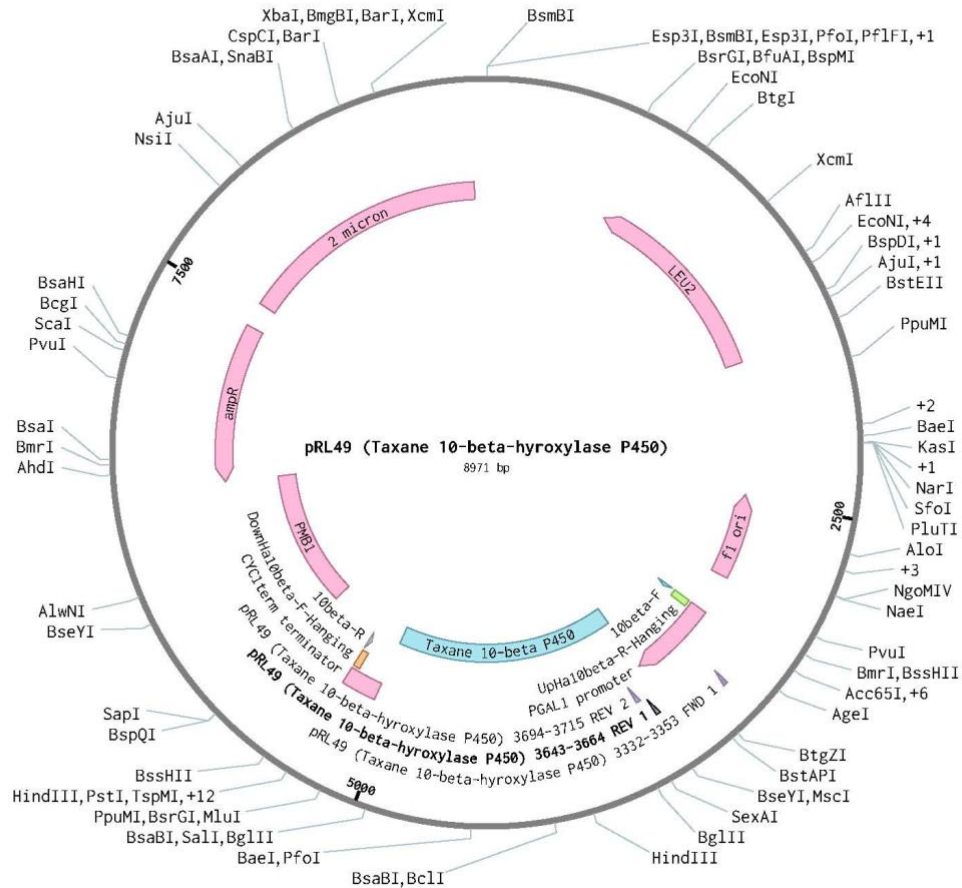 XbaI,BmgBI,BarI,XcmI
BsmBI
CspCI,BarI
Esp3I,BsmBI,Esp3I,PfoI,PflFI,+1
BsaAI,SnaBI
BsrGI,BfuAI,BspMI
EcoNI
BtgI
AjuI
NsiI
XcmI
AflII
EcoNI,+4
BspDI,+1
AjuI,+1
BstEII
PpuMI
2 micron
LEU2
7500
BsaHI
BcgI
ScaI
PvuI
ampR
BsaI
BmrI
AhdI
+2
BaeI
KasI
+1
NarI
SfoI
PluTI
AloI
+3
NgoMIV
NaeI
pRL49 (Taxane 10-beta-hyroxylase P450)
8971 bp
2500
f1 ori
PMB1
10beta-R
DownHa10beta-F-Hanging
CYC1term terminator
Taxane 10-beta P450
10beta-F
UpHa10beta-R-Hanging
PGAL1 promoter
pRL49 (Taxane 10-beta-hyroxylase P450) 3694-3715 REV 2
pRL49 (Taxane 10-beta-hyroxylase P450) 3643-3664 REV 1
pRL49 (Taxane 10-beta-hyroxylase P450) 3332-3353 FWD 1
AlwNI
BseYI
PvuI
BmrI,BssHII
Acc65I,+6
AgeI
SapI
BspQI
BtgZI
BstAPI
BseYI,MscI
SexAI
BglII
HindIII
BssHII
HindIII,PstI,TspMI,+12
PpuMI,BsrGI,MluI
BsaBI,SalI,BglII
BaeI,PfoI
BsaBI,BclI
5000